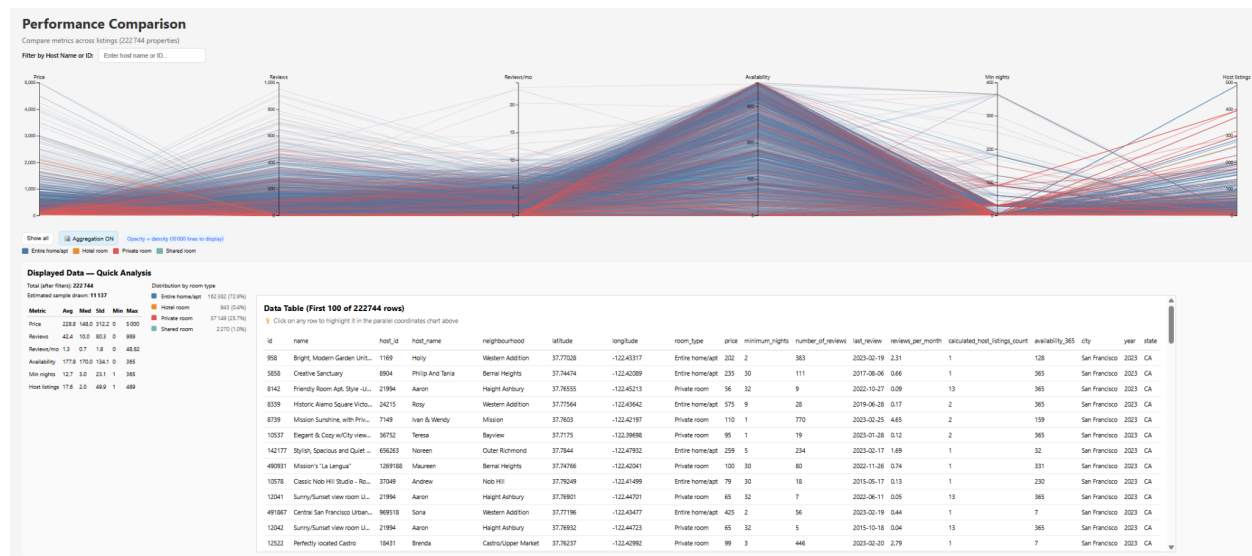 Performance Comparison
Compare metrics across listings (222 744 properties)
Filter by Host Name or ID: Enter host name or ID...
Price Reviews Reviews/mo Availability Min nights Host listings
Show all Aggregation ON Opacity = density (10 000 lines to display)
Entire home/apt Hotel room Private room Shared room
Displayed Data — Quick Analysis
Total (after filters): 222 744
Estimated sample drawn: 11 137
Metric Avg Med Std Min Max
Price 228.8 148.0 312.2 0 5 000
Reviews 42.4 10.0 80.3 0 989
Reviews/mo 1.3 0.7 1.8 0 48,82
Availability 177.9 170.0 134.1 0 365
Min nights 12.7 3.0 23.1 1 365
Host listings 17.6 2.0 49.9 1 489
Distribution by room type
Entire home/apt 162 382 (72.9%)
Hotel room 943 (0.4%)
Private room 57 149 (25.7%)
Shared room 2 270 (1.0%)
Data Table (First 100 of 222744 rows)
Click on any row to highlight it in the parallel coordinates chart above
id name host_id host_name neighbourhood latitude longitude room_type price minimum_nights number_of_reviews last_review reviews_per_month calculated_host_listings_count availability_365 city year state
958 Bright, Modern Garden Unit... 1169 Holly Western Addition 37.77028 -122.43317 Entire home/apt 202 2 383 2023-02-19 2.31 1 128 San Francisco 2023 CA
5858 Creative Sanctuary 8904 Philip And Tania Bernal Heights 37.74474 -122.42089 Entire home/apt 235 30 111 2017-08-06 0.66 1 365 San Francisco 2023 CA
8142 Friendly Room Apt. Style -U... 21994 Aaron Haight Ashbury 37.76555 -122.45213 Private room 56 32 9 2022-10-27 0.09 13 365 San Francisco 2023 CA
8339 Historic Alamo Square Victo... 24215 Rosy Western Addition 37.77564 -122.43642 Entire home/apt 575 9 28 2019-06-28 0.17 2 365 San Francisco 2023 CA
8739 Mission Sunshine, with Priv... 7149 Ivan & Wendy Mission 37.7603 -122.42197 Private room 110 1 770 2023-02-25 4.65 2 159 San Francisco 2023 CA
10537 Elegant & Cozy w/City view... 36752 Teresa Bayview 37.7175 -122.39698 Private room 95 1 19 2023-01-28 0.12 2 365 San Francisco 2023 CA
142177 Stylish, Spacious and Quiet ... 656263 Noreen Outer Richmond 37.7844 -122.47932 Entire home/apt 259 5 234 2023-02-17 1.69 1 32 San Francisco 2023 CA
490931 Mission's "La Lengua" 1269188 Maureen Bernal Heights 37.74766 -122.42041 Private room 100 30 80 2022-11-26 0.74 1 331 San Francisco 2023 CA
10578 Classic Nob Hill Studio - Ro... 37049 Andrew Nob Hill 37.79249 -122.41499 Entire home/apt 79 30 18 2015-05-17 0.13 1 230 San Francisco 2023 CA
12041 Sunny/Sunset view room U... 21994 Aaron Haight Ashbury 37.76901 -122.44701 Private room 65 32 7 2022-06-11 0.05 13 365 San Francisco 2023 CA
491867 Central San Francisco Urban... 969518 Sona Western Addition 37.77196 -122.43477 Entire home/apt 425 2 56 2023-02-19 0.44 1 7 San Francisco 2023 CA
12042 Sunny/Sunset view room U... 21994 Aaron Haight Ashbury 37.76932 -122.44723 Private room 65 32 5 2015-10-18 0.04 13 365 San Francisco 2023 CA
12522 Perfectly located Castro 18431 Brenda Castro/Upper Market 37.76237 -122.42992 Private room 99 3 446 2023-02-20 2.79 1 7 San Francisco 2023 CA